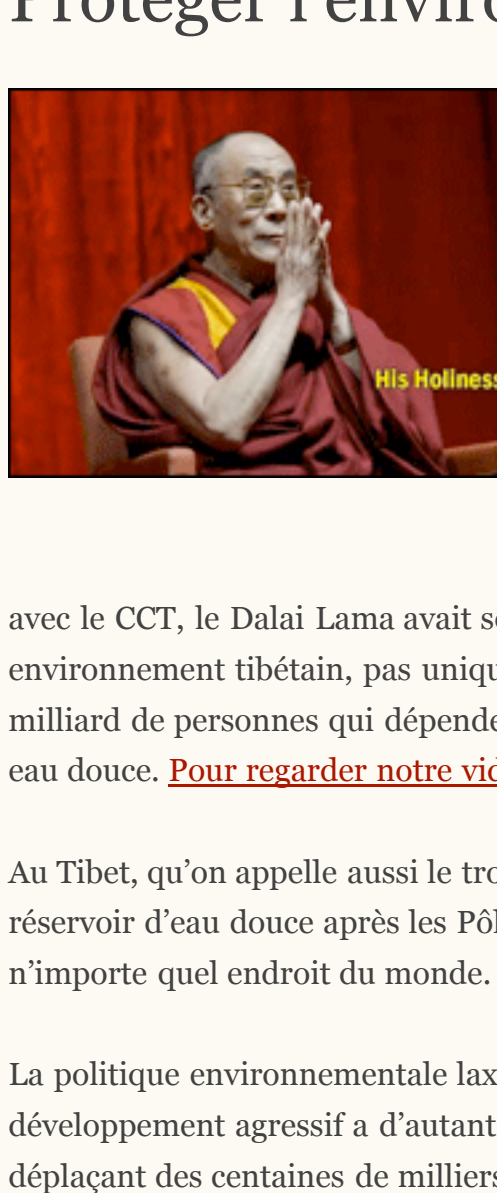 Protéger l'enviro
His Holiness
avec le CCT, le Dalai Lama avait s
environnement tibétain, pas uniqu
milliard de personnes qui dépende
eau douce. Pour regarder notre vid
Au Tibet, qu'on appelle aussi le tro
réservoir d'eau douce après les Pôl
n'importe quel endroit du monde.
La politique environnementale lax
développement agressif a d'autant
déplaçant des centaines de milliers